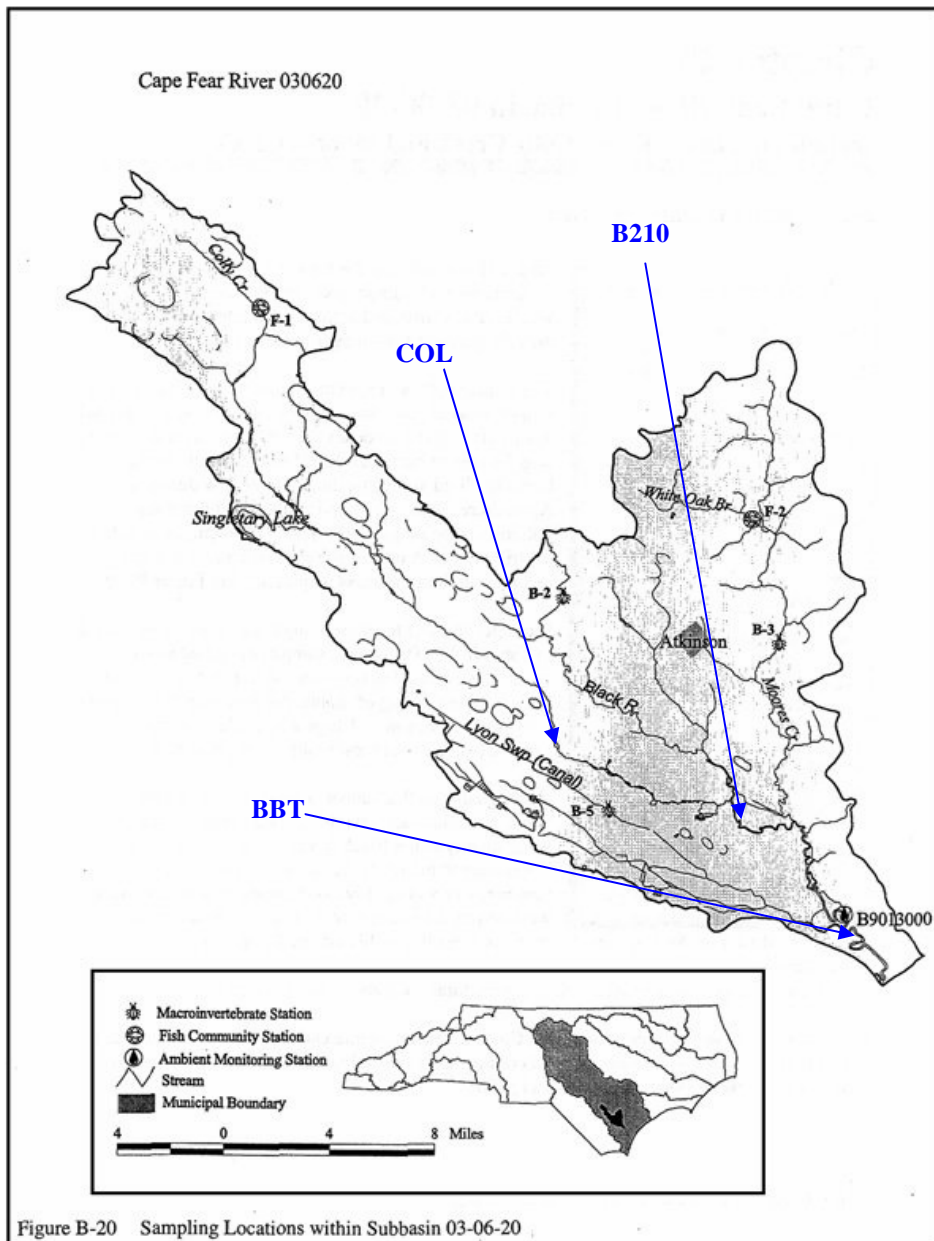 Cape Fear River 030620
B210
Colly Cr
F-1
COL
White Oak Br
F-2
Singletary Lake
B-2
B-3
Atkinson
Black R.
Moores Cr.
Lyon Swp (Canal)
BBT
B-5
B9013000
Macroinvertebrate Station
Fish Community Station
Ambient Monitoring Station
Stream
Municipal Boundary
4 0 4 8 Miles
Figure B-20 Sampling Locations within Subbasin 03-06-20